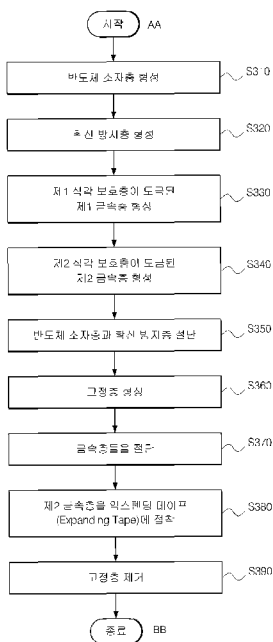 시작 AA
반도체 소자층 형성 S310
확산 방지층 형성 S320
제1 식각 보호층이 도금된 S330
제1 금속층 형성
제2 식각 보호층이 도금된 S340
제2 금속층 형성
반도체 소자층과 확산 방지층 절단 S350
고정층 형성 S360
금속층들을 절단 S370
제2 금속층을 익스펜딩 테이프 S380
(Expanding Tape)에 접착
고정층 제거 S390
종료 BB